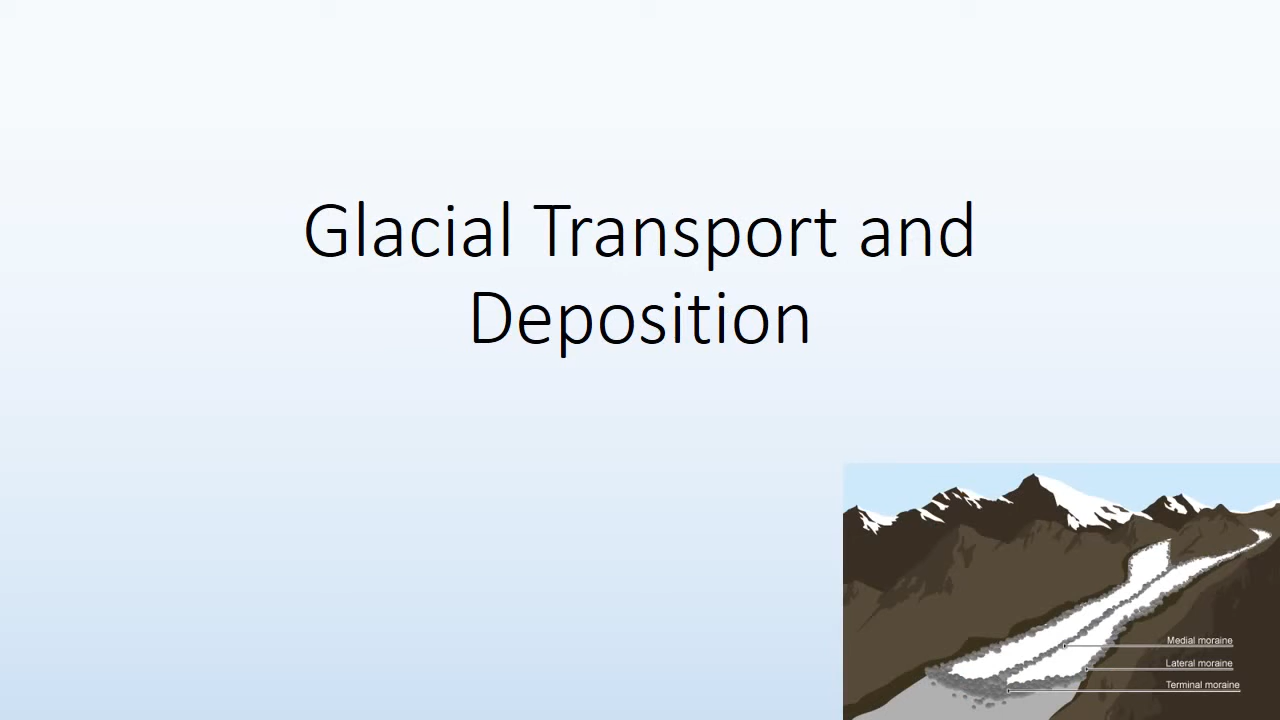 Glacial Transport and
Deposition
Medial moraine
Lateral moraine
Terminal moraine